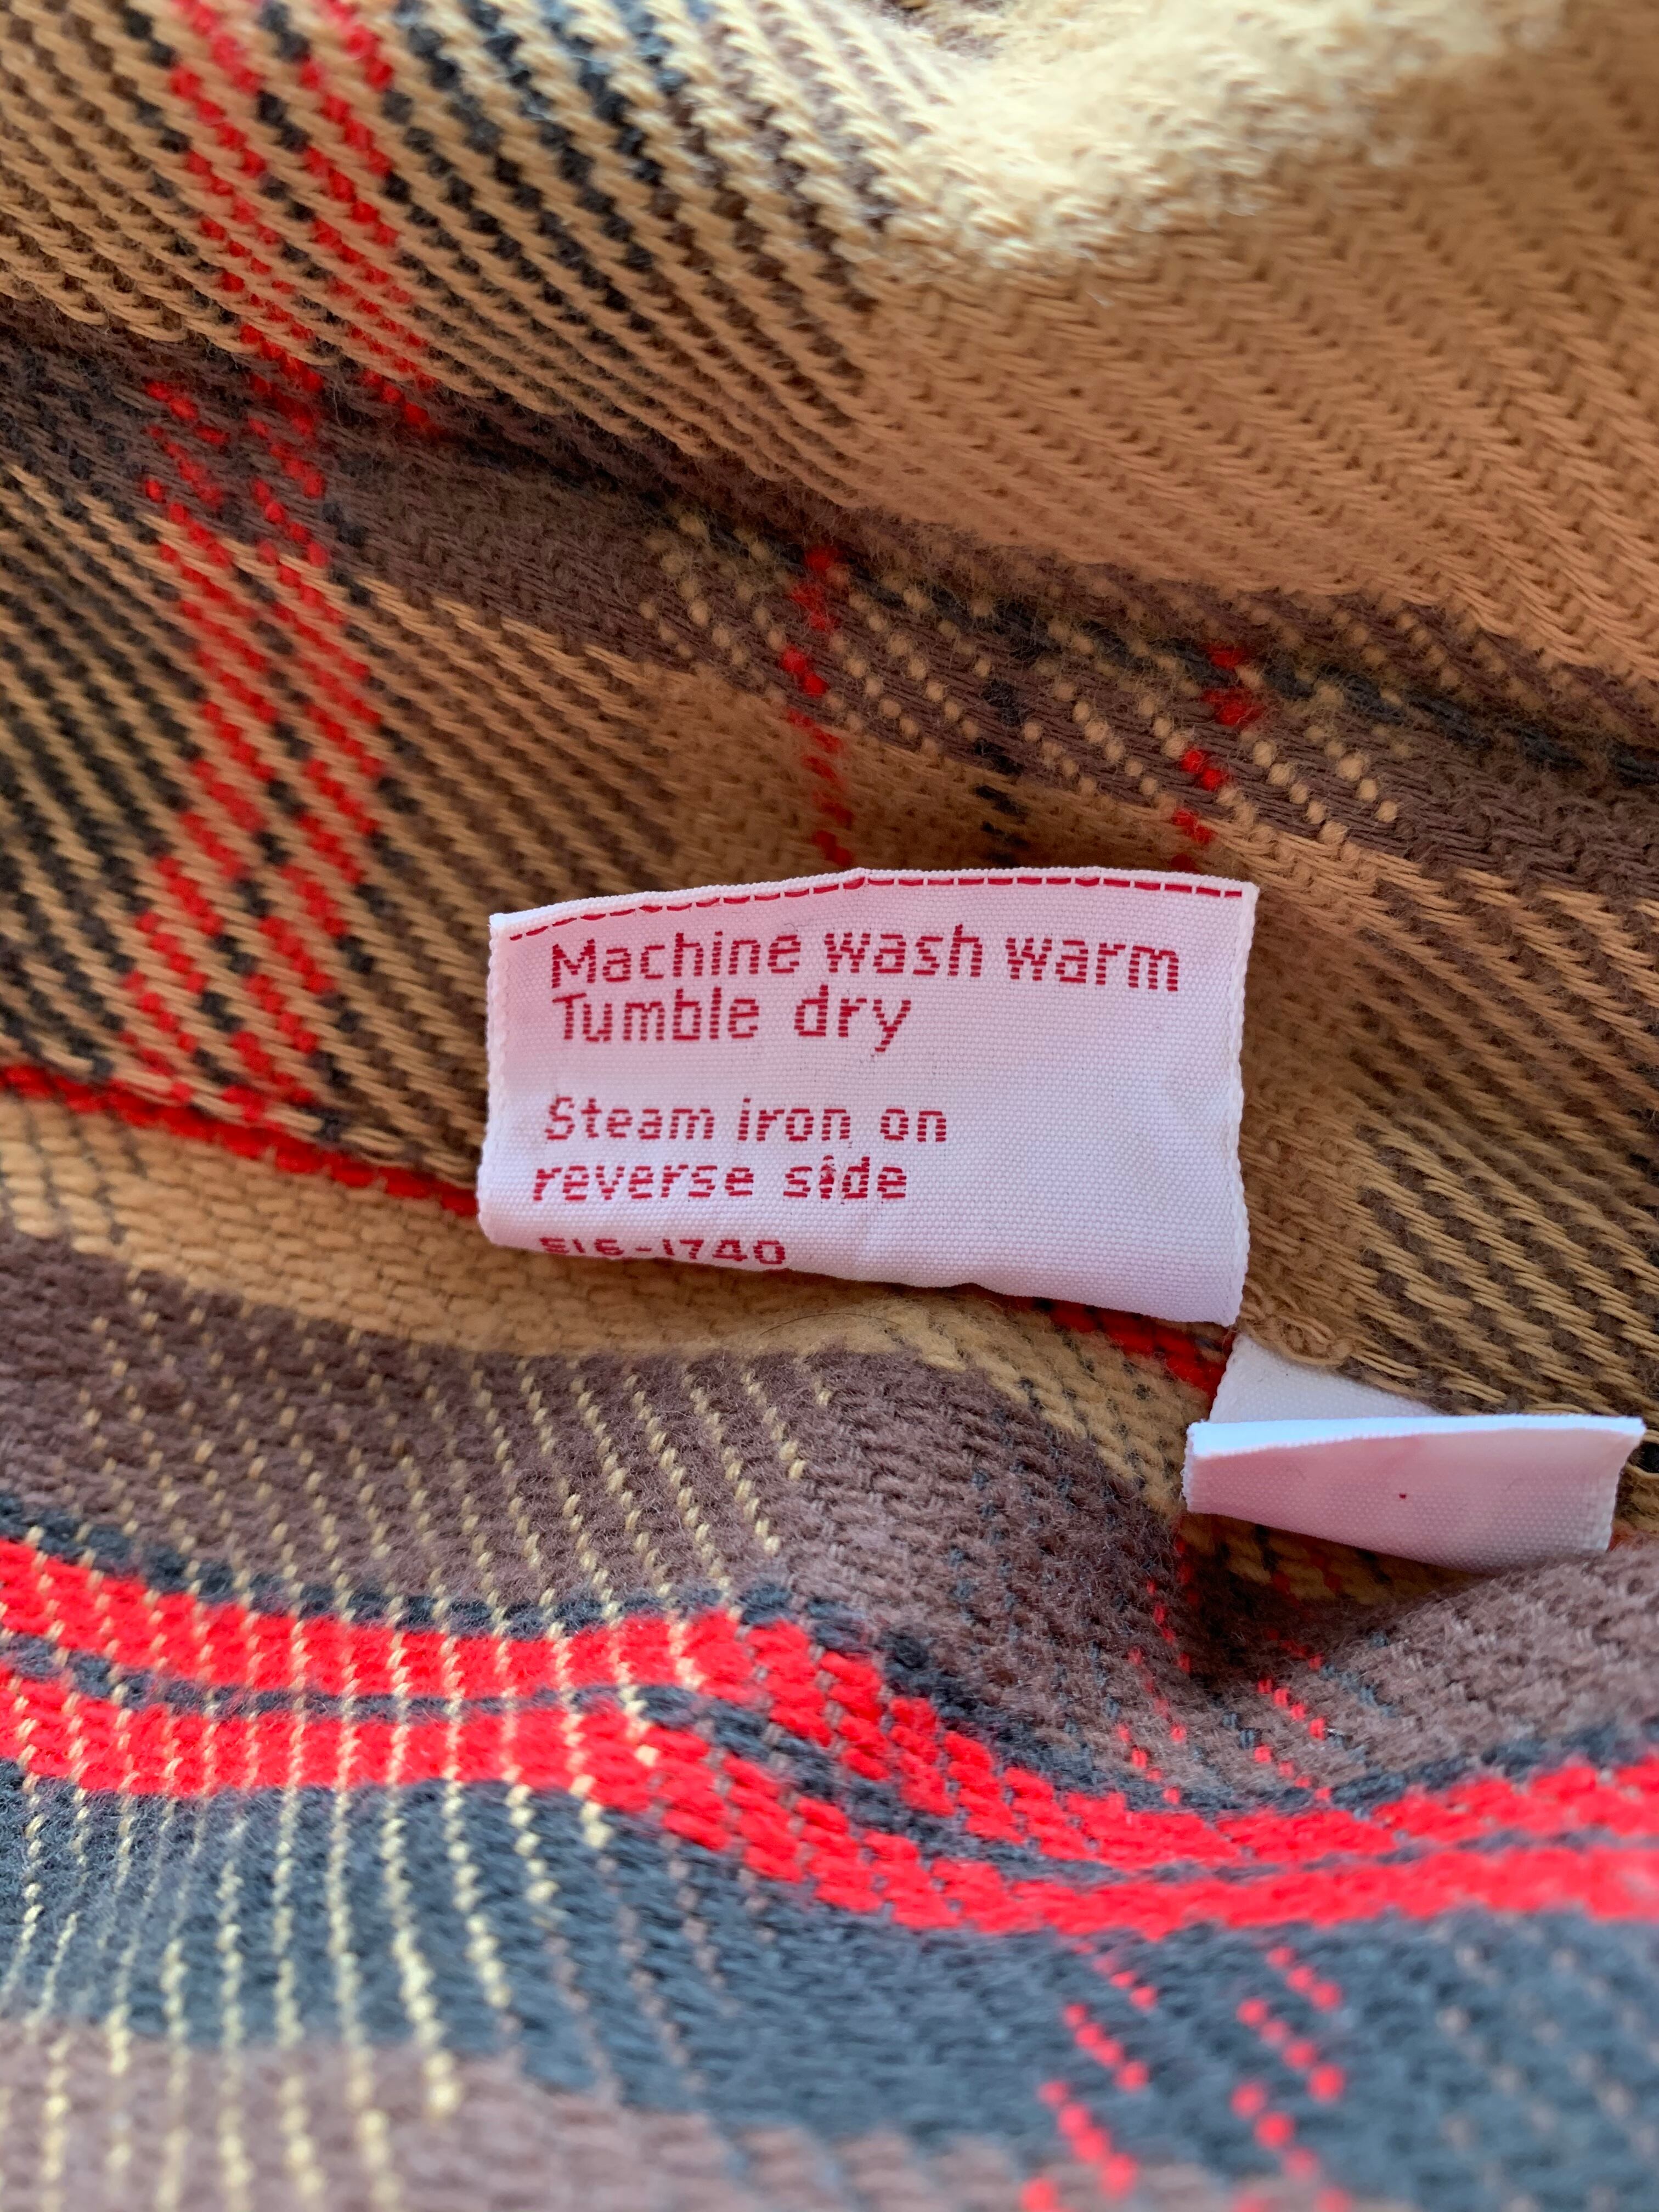 Machine wash warm
Tumble dry
Steam iron on
reverse side
516-1740